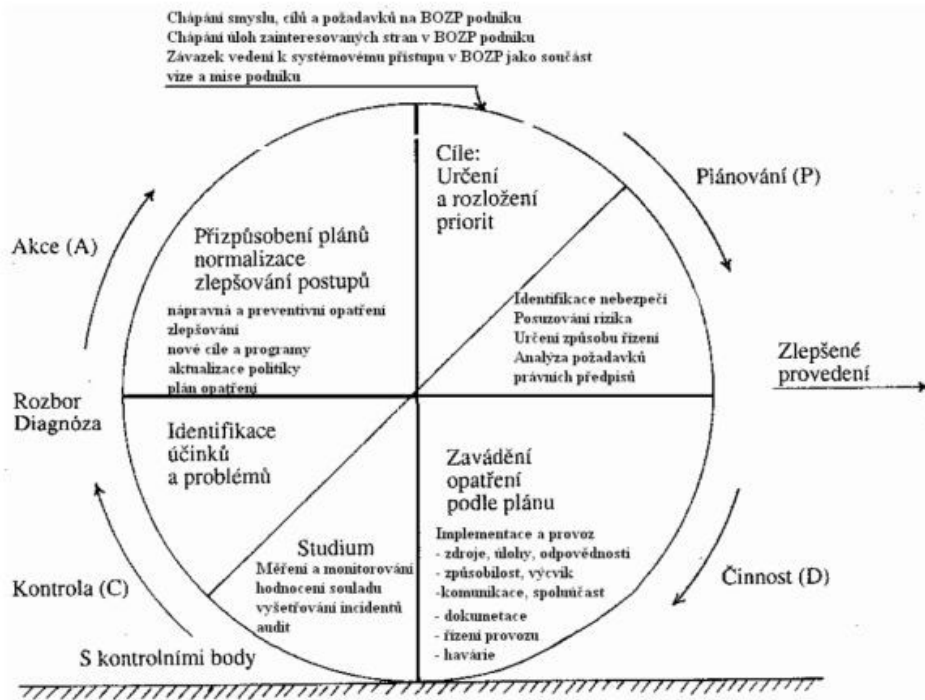 Chápání smyslu, cílů a požadavků na BOZP podniku
Chápání úloh zainteresovaných stran v BOZP podniku
Závazek vedení k systémovému přístupu v BOZP jako součást
vize a mise podniku
Cíle:
Určení
a rozložení
priorit
Plánování (P)
Akce (A)
Přizpůsobení plánů
normalizace
zlepšování postupů
nápravná a preventivní opatření
zlepšování
nové cíle a programy
aktualizace politiky
plán opatření
Identifikace nebezpečí
Posuzování rizika
Určení způsobu řízení
Analýza požadavků
právních předpisů
Zlepšené
provedení
Rozbor
Diagnóza
Identifikace
účinků
a problémů
Zavádění
opatření
podle plánu
Implementace a provoz
- zdroje, úlohy, odpovědnosti
- způsobilost, výcvik
-komunikace, spoluúčast
- dokumetace
- řízení provozu
- havárie
Studium
Měření a monitorování
hodnocení souladu
vyšetřování incidentů
audit
Činnost (D)
Kontrola (C)
S kontrolními body